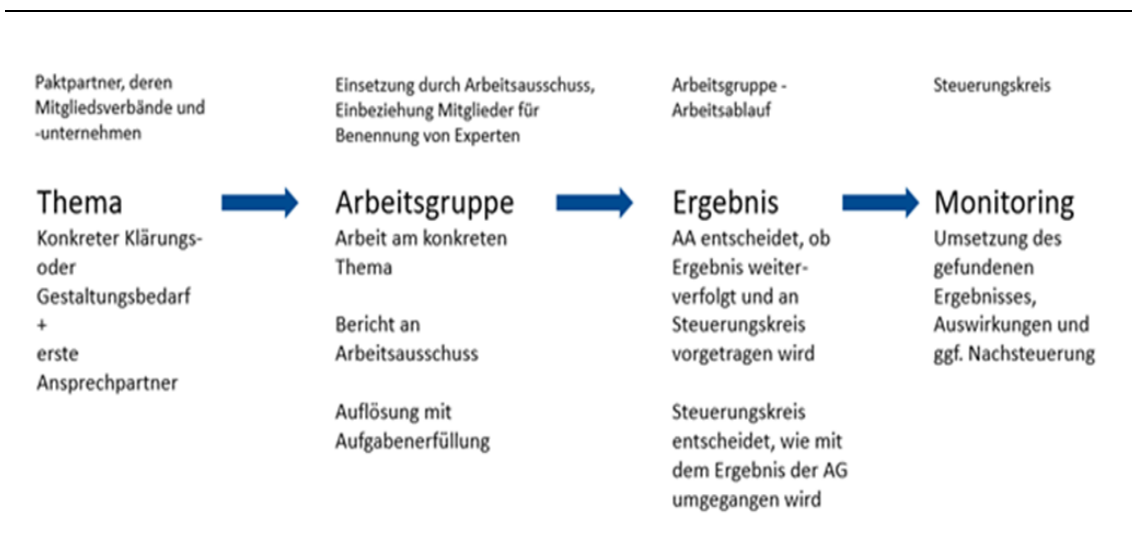 Paktpartner, deren
Mitgliedsverbände und
-unternehmen
Einsetzung durch Arbeitsausschuss,
Einbeziehung Mitglieder für
Benennung von Experten
Arbeitsgruppe -
Arbeitsablauf
Steuerungskreis
Thema
Konkreter Klärungs-
oder
Gestaltungsbedarf
+
erste
Ansprechpartner
Arbeitsgruppe
Arbeit am konkreten
Thema
Bericht an
Arbeitsausschuss
Auflösung mit
Aufgabenerfüllung
Ergebnis
AA entscheidet, ob
Ergebnis weiter-
verfolgt und an
Steuerungskreis
vorgetragen wird
Steuerungskreis
entscheidet, wie mit
dem Ergebnis der AG
umgegangen wird
Monitoring
Umsetzung des
gefundenen
Ergebnisses,
Auswirkungen und
ggf. Nachsteuerung